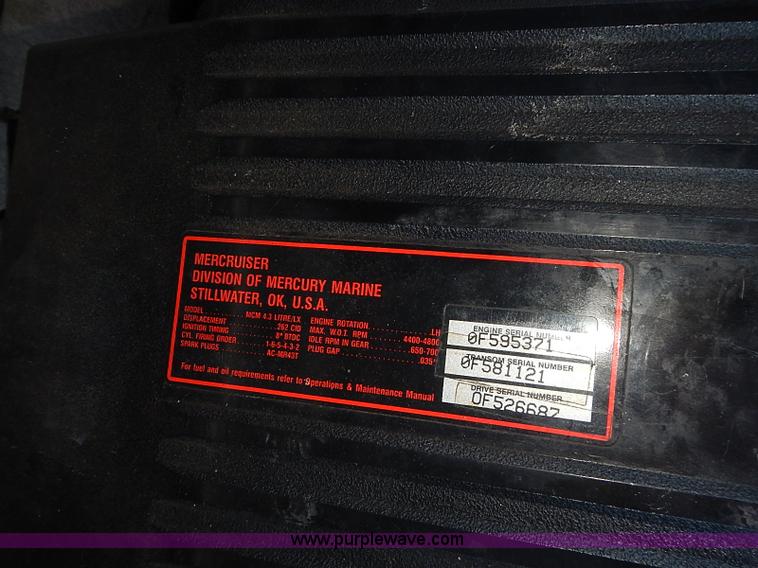 MERCRUISER
DIVISION OF MERCURY MARINE
STILLWATER, OK, U.S.A.
MODEL ........ MCM 4.3 LITRE/LX
DISPLACEMENT ........ 262 CID
IGNITION TIMING ........ 8° BTDC
CYL. FIRING ORDER ........ 1-6-5-4-3-2
SPARK PLUGS ........ AC-MR43T
ENGINE ROTATION ........ LH
MAX. W.O.T. RPM ........ 4400-4800
IDLE RPM IN GEAR ........ 650-700
PLUG GAP ........ .035"
For fuel and oil requirements refer to Operations & Maintenance Manual
ENGINE SERIAL NUMBER
0F595371
TRANSOM SERIAL NUMBER
0F581121
DRIVE SERIAL NUMBER
0F526687
www.purplewave.com